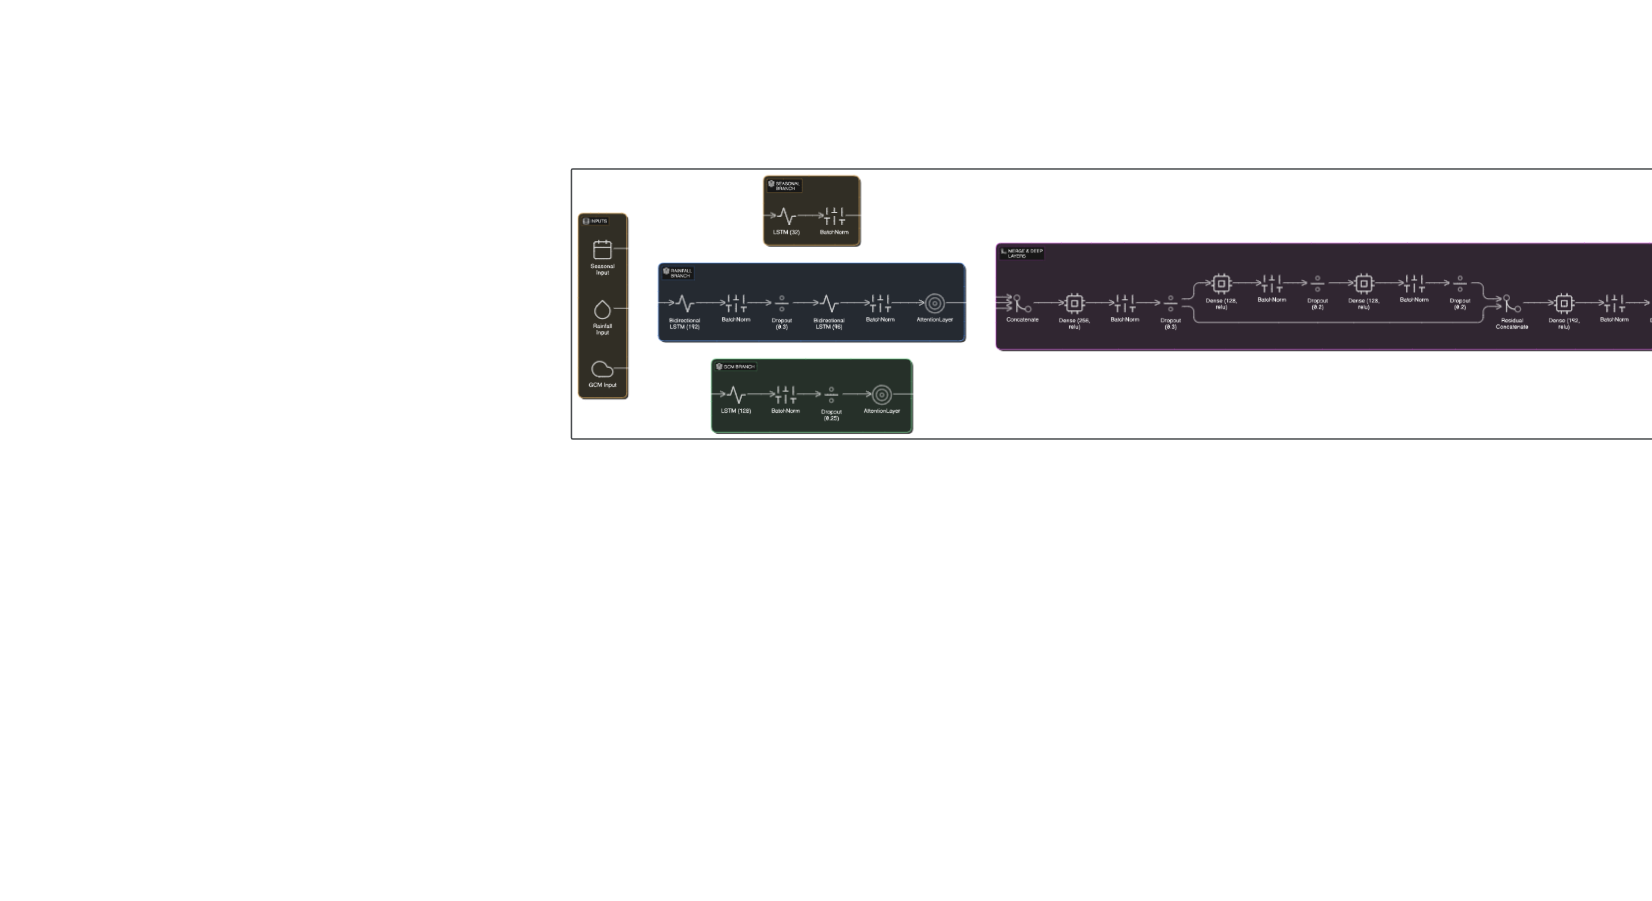 INPUTS
Seasonal
Input
Rainfall
Input
GCM Input
SEASONAL
BRANCH
LSTM (32)
BatchNorm
RAINFALL
BRANCH
Bidirectional
LSTM (192)
BatchNorm
Dropout
(0.3)
Bidirectional
LSTM (96)
BatchNorm
AttentionLayer
GCM BRANCH
LSTM (128)
BatchNorm
Dropout
(0.25)
AttentionLayer
MERGE & DEEP
LAYERS
Concatenate
Dense (256,
relu)
BatchNorm
Dropout
(0.3)
Dense (128,
relu)
BatchNorm
Dropout
(0.2)
Dense (128,
relu)
BatchNorm
Dropout
(0.2)
Residual
Concatenate
Dense (192,
relu)
BatchNorm